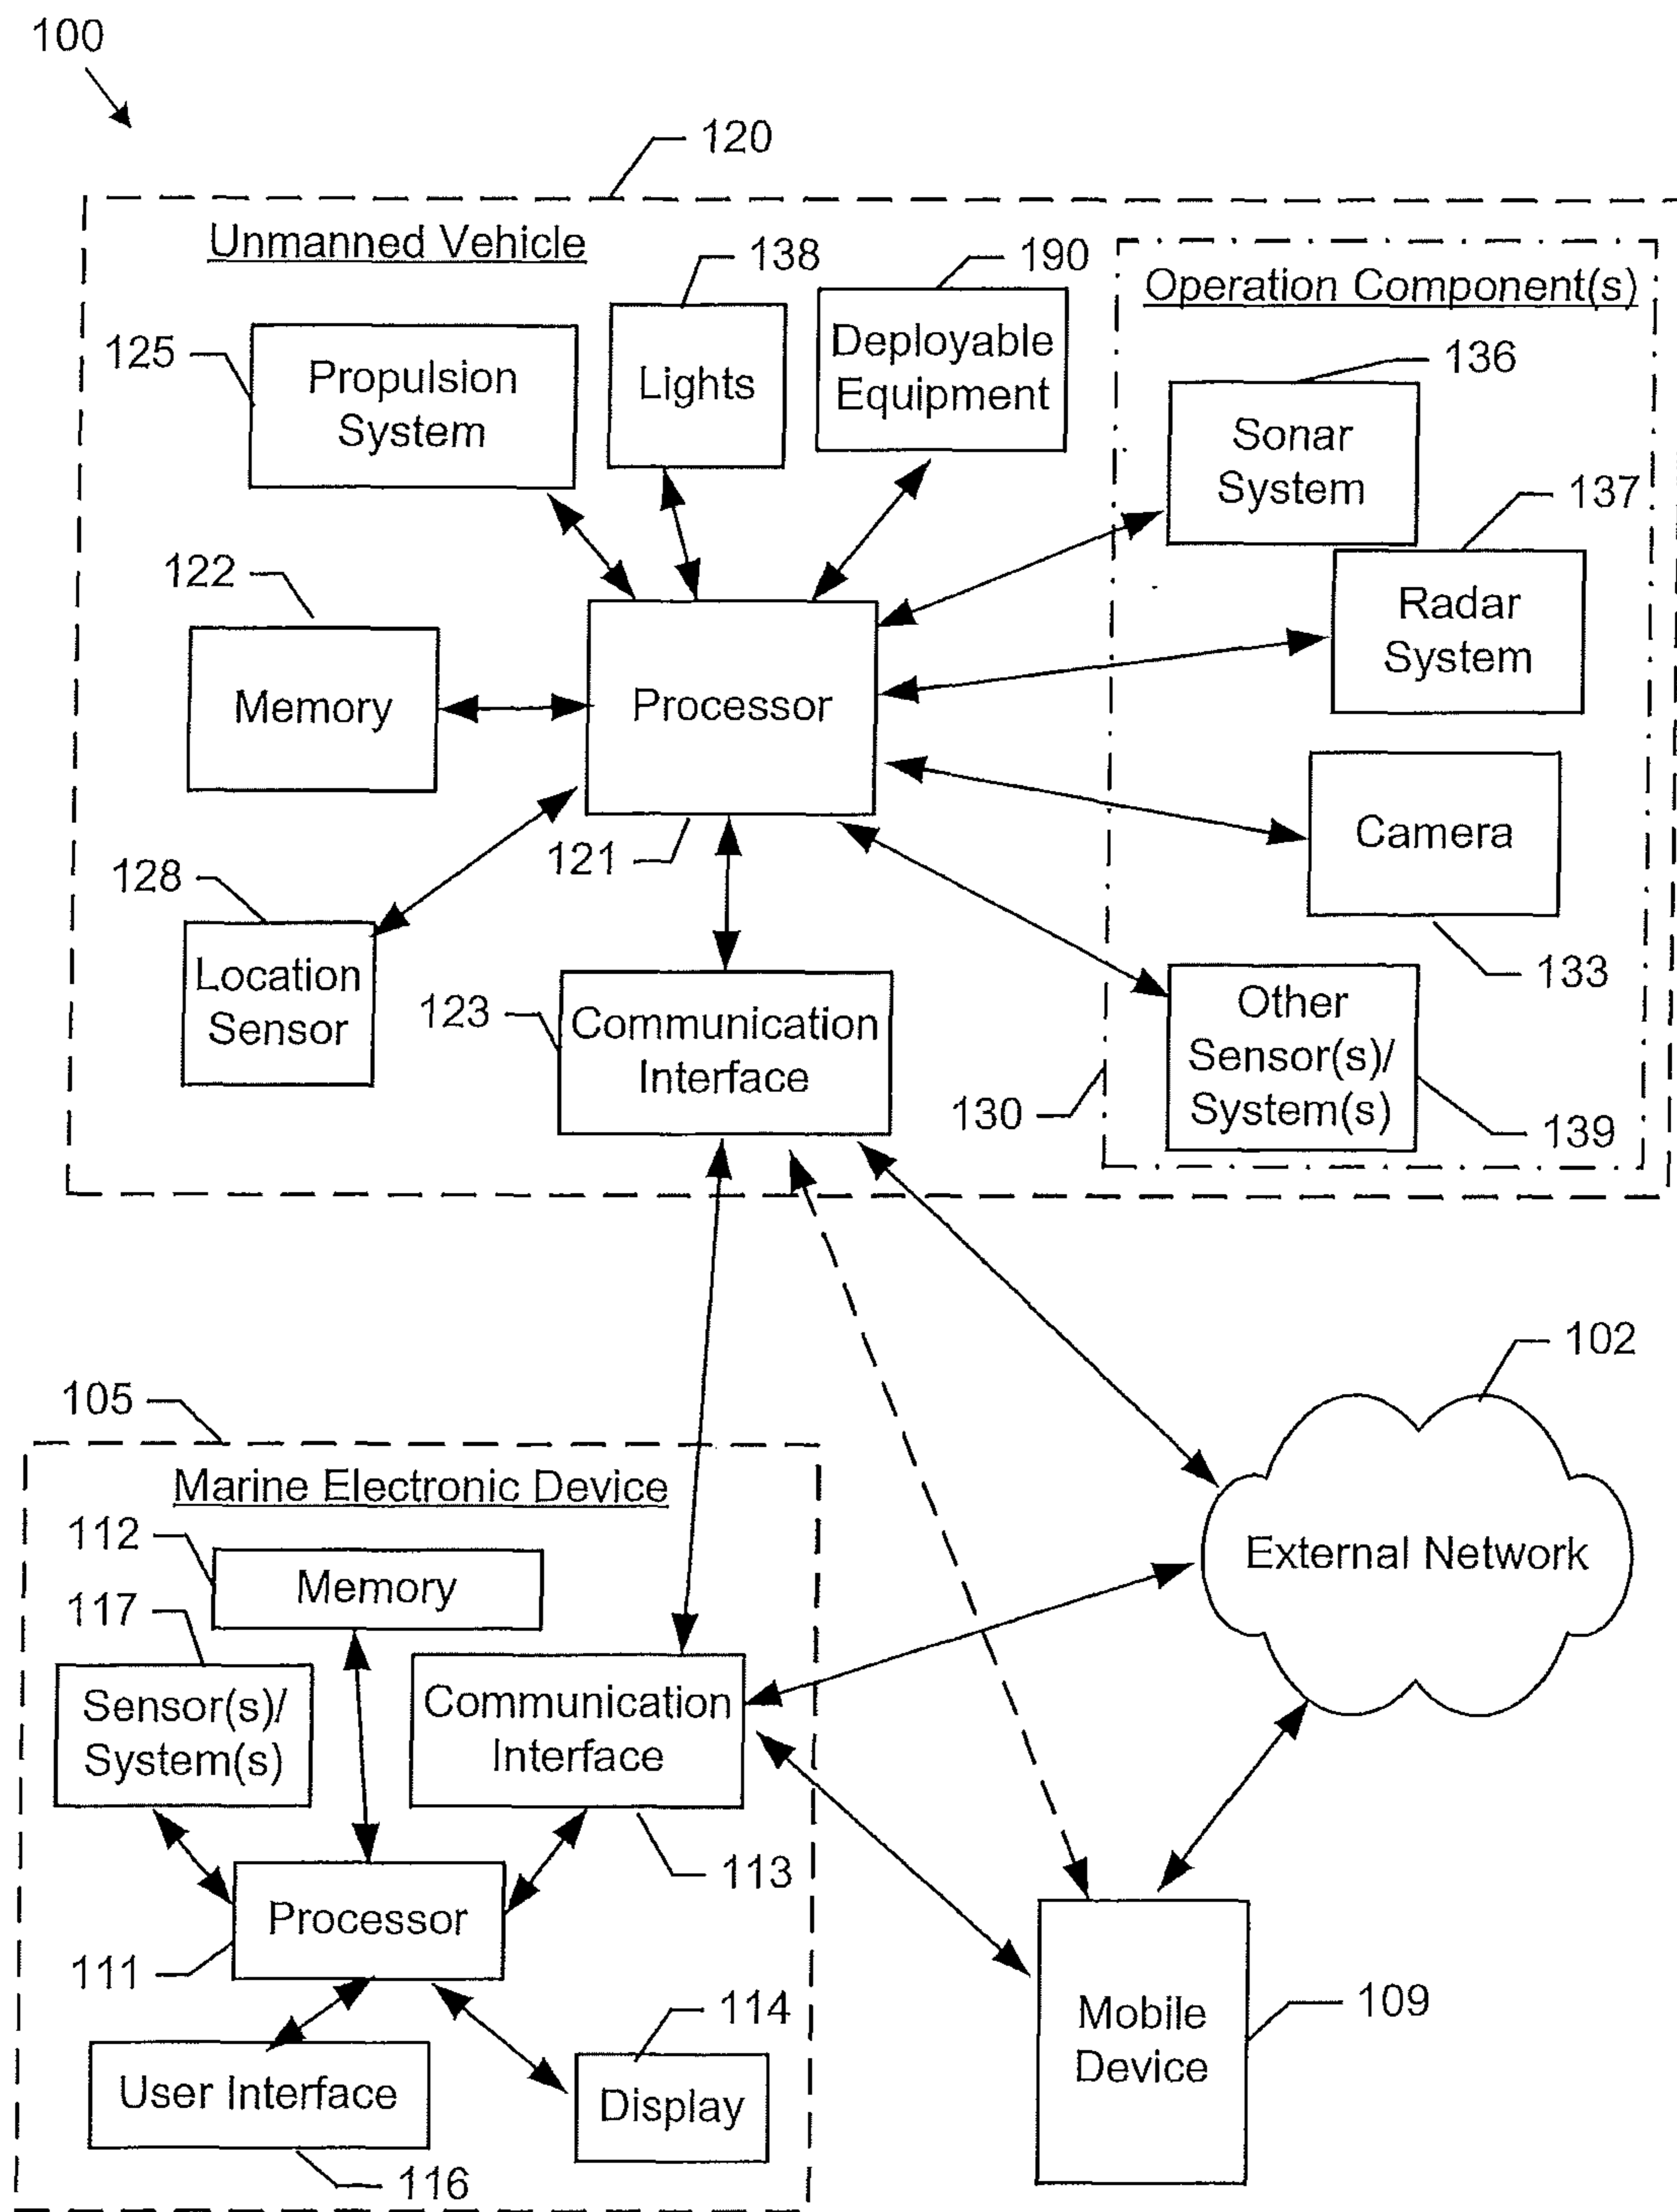 100
120
Unmanned Vehicle
138
190
Operation Component(s)
125
Propulsion
System
Lights
Deployable
Equipment
136
Sonar
System
137
122
Radar
System
Memory
Processor
Camera
121
128
133
Location
Sensor
123
Communication
Interface
Other
Sensor(s)/
System(s)
130
139
102
105
Marine Electronic Device
External Network
112
Memory
117
Sensor(s)/
System(s)
Communication
Interface
113
Processor
111
114
Mobile
Device
109
User Interface
Display
116